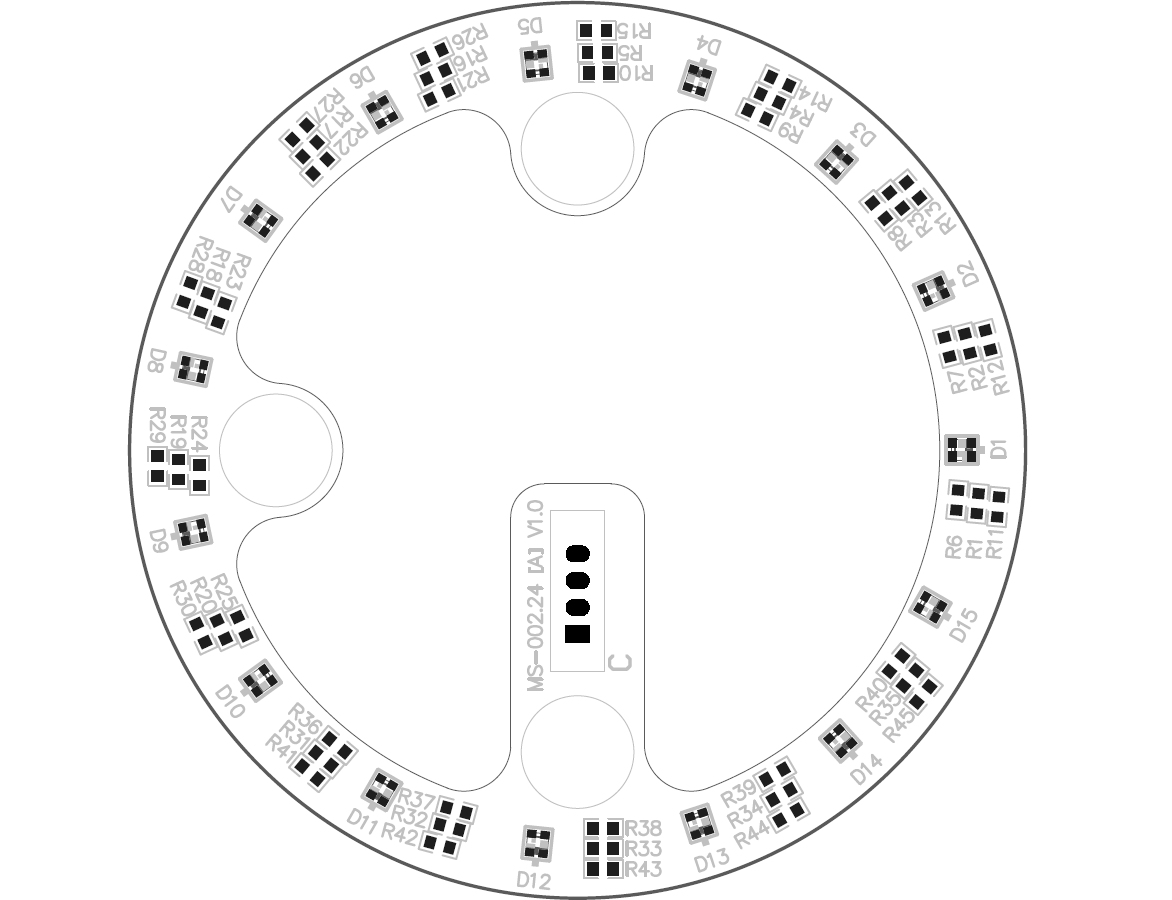 D5
R15
R5
R10
D4
R14
R4
R9
D3
R13
R3
R8
D2
R7
R2
R12
D1
R6
R1
R11
D15
R40
R35
R45
D14
R39
R34
R44
D13
R38
R33
R43
D12
R37
R32
R42
D11
R36
R31
R41
D10
R30
R20
R25
D9
R29
R19
R24
D8
R28
R18
R23
D7
R27
R17
R22
D6
R26
R16
R21
MS-002.24 [A] V1.0
C